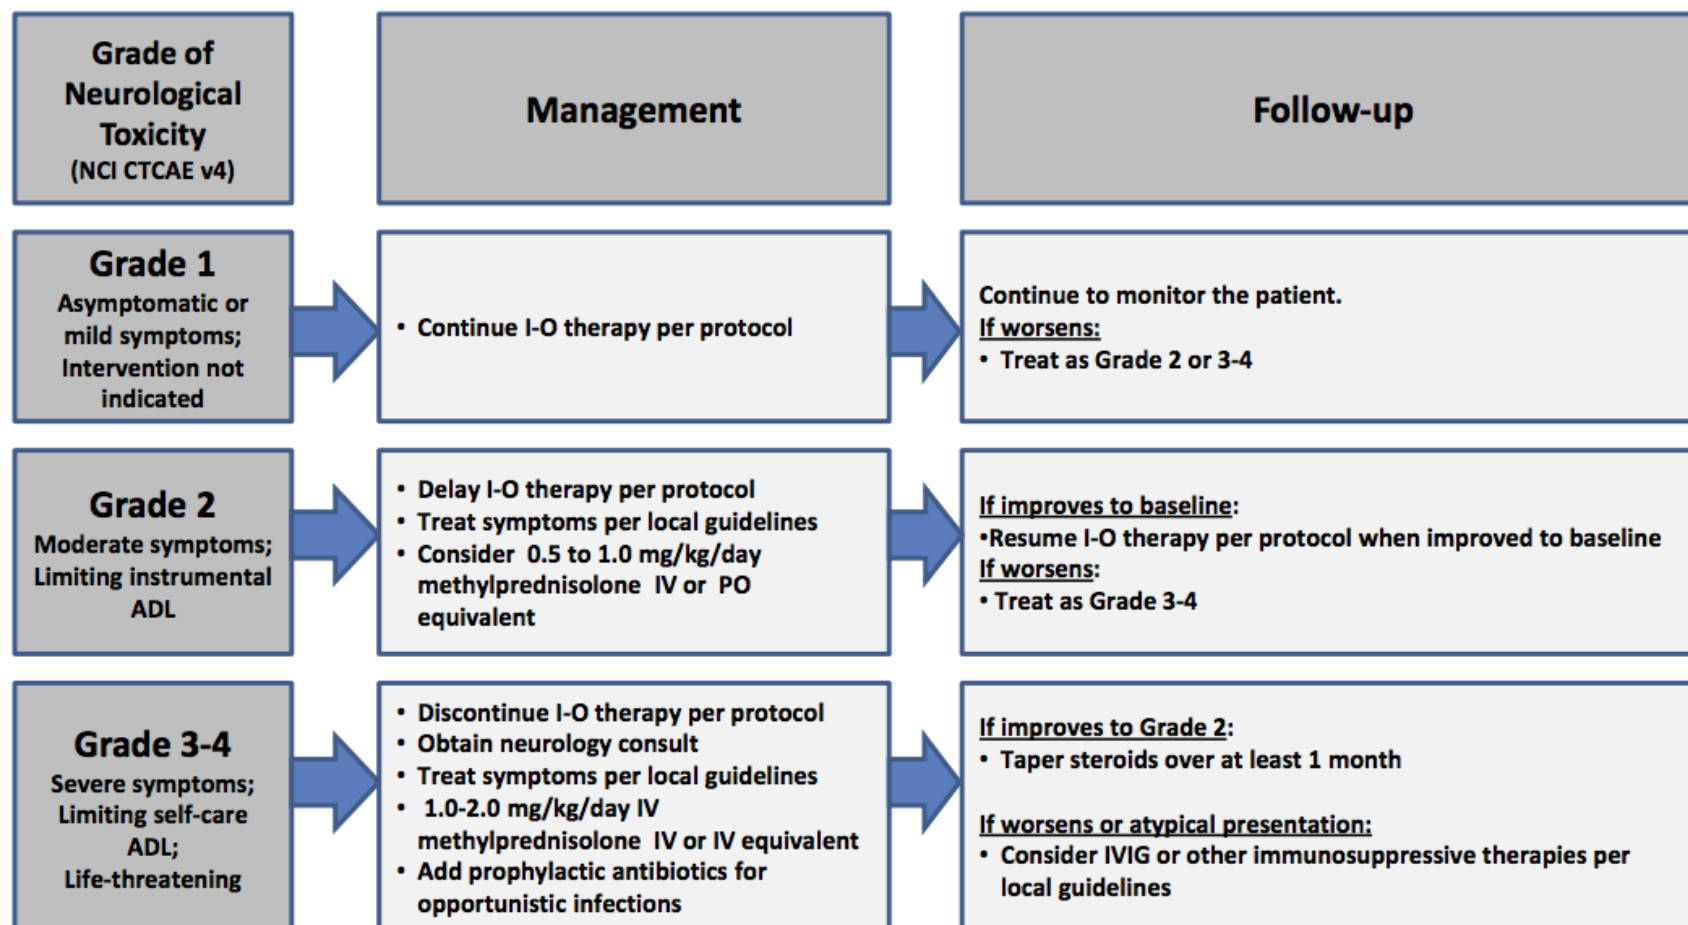 Grade of
Neurological
Toxicity
(NCI CTCAE v4)
Management
Follow-up
Grade 1
Asymptomatic or
mild symptoms;
Intervention not
indicated
• Continue I-O therapy per protocol
Continue to monitor the patient.
If worsens:
• Treat as Grade 2 or 3-4
Grade 2
Moderate symptoms;
Limiting instrumental
ADL
• Delay I-O therapy per protocol
• Treat symptoms per local guidelines
• Consider 0.5 to 1.0 mg/kg/day
methylprednisolone IV or PO
equivalent
If improves to baseline:
•Resume I-O therapy per protocol when improved to baseline
If worsens:
• Treat as Grade 3-4
Grade 3-4
Severe symptoms;
Limiting self-care
ADL;
Life-threatening
• Discontinue I-O therapy per protocol
• Obtain neurology consult
• Treat symptoms per local guidelines
• 1.0-2.0 mg/kg/day IV
methylprednisolone IV or IV equivalent
• Add prophylactic antibiotics for
opportunistic infections
If improves to Grade 2:
• Taper steroids over at least 1 month
If worsens or atypical presentation:
• Consider IVIG or other immunosuppressive therapies per
local guidelines